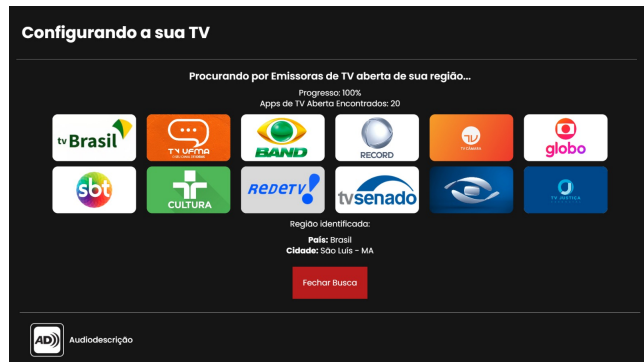 Configurando a sua TV
Procurando por Emissoras de TV aberta de sua região...
Progresso: 100%
Apps de TV Aberta Encontrados: 20
tv Brasil
TV UFMA
BAND
RECORD
TV CÂMARA
globo
sbt
CULTURA
REDETV!
tvsenado
TV JUSTIÇA
Região identificada:
País: Brasil
Cidade: São Luís - MA
Fechar Busca
AD))
Audiodescrição